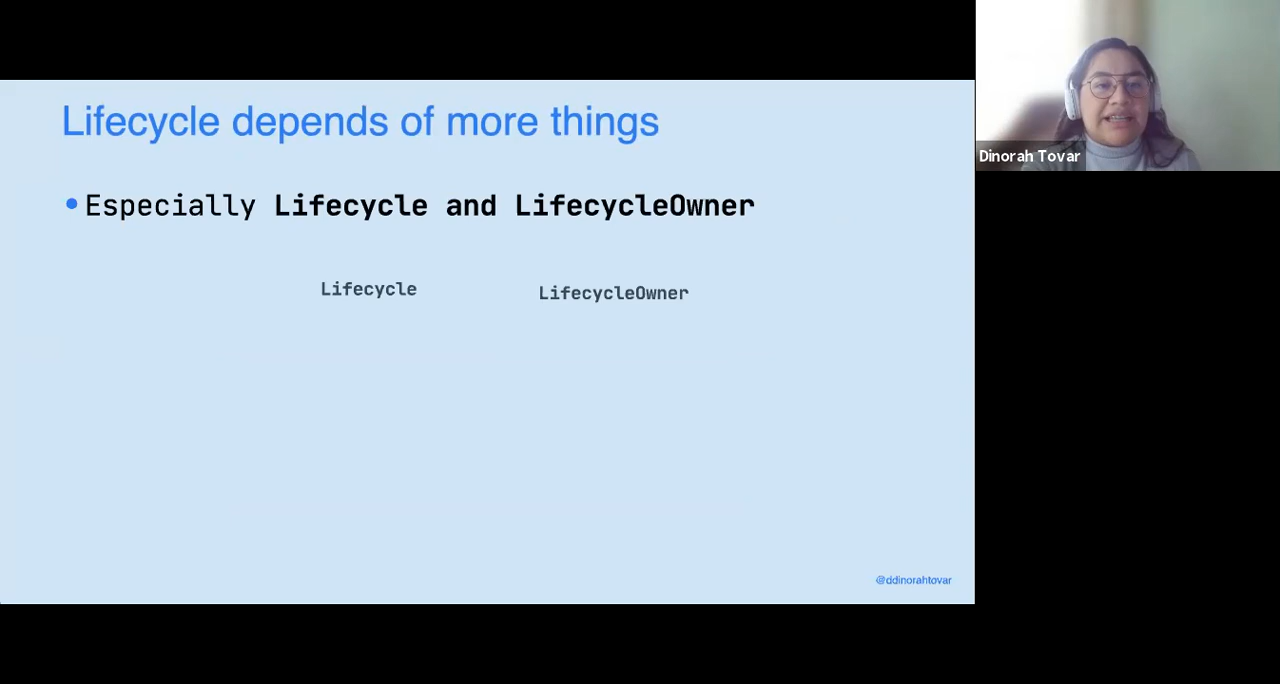 Lifecycle depends of more things
• Especially Lifecycle and LifecycleOwner
Lifecycle
LifecycleOwner
@ddinorahtovar
Dinorah Tovar